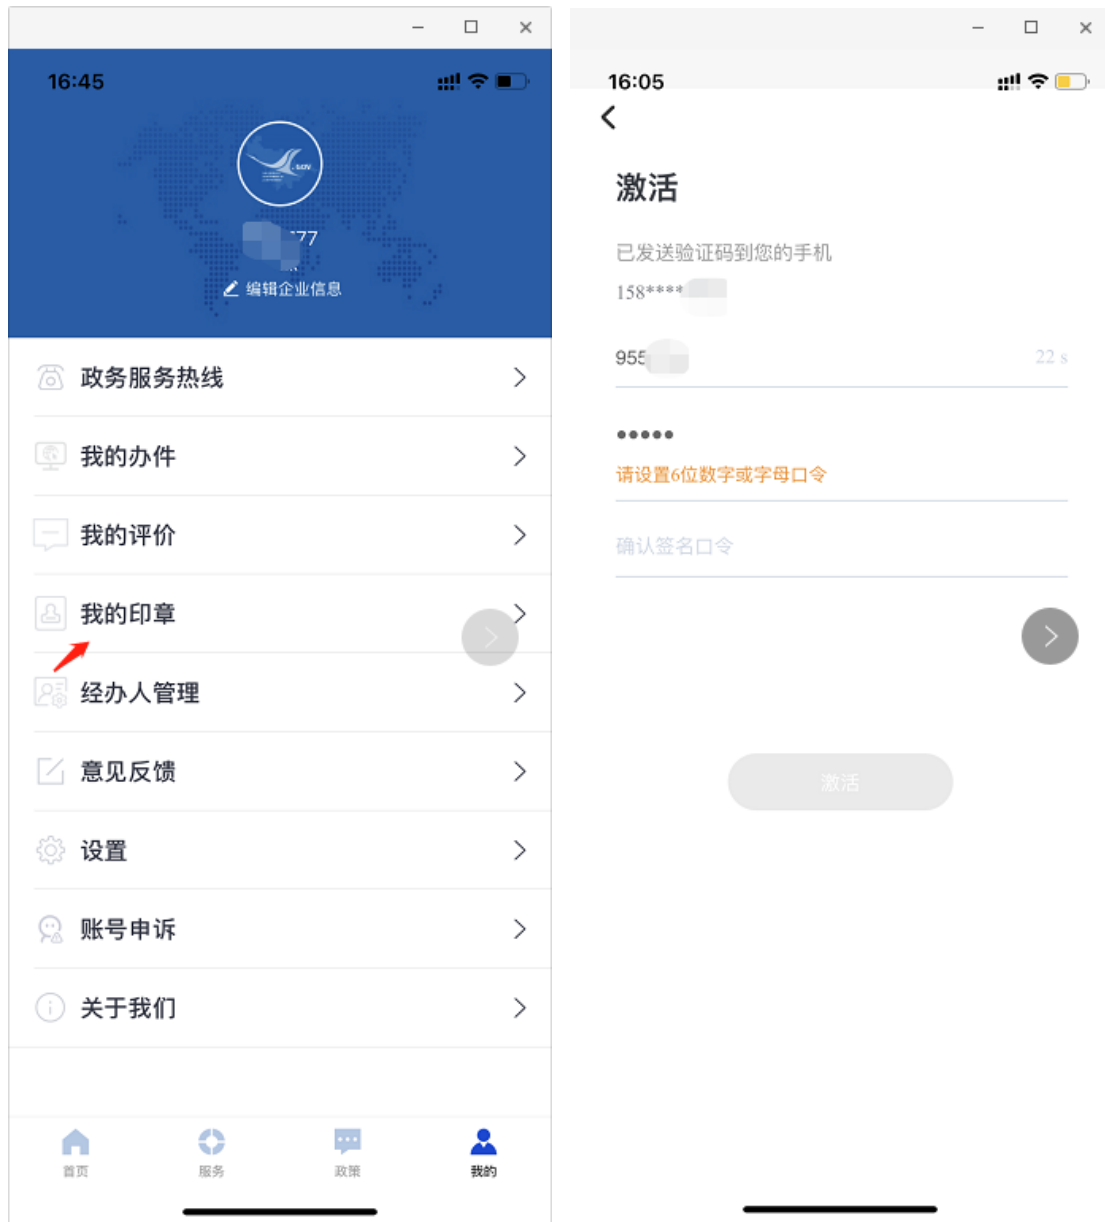 16:45
.GOV
77
编辑企业信息
政务服务热线
我的办件
我的评价
我的印章
经办人管理
意见反馈
设置
账号申诉
关于我们
首页
服务
政策
我的
16:05
激活
已发送验证码到您的手机
158****
955
22 s
请设置6位数字或字母口令
确认签名口令
激活